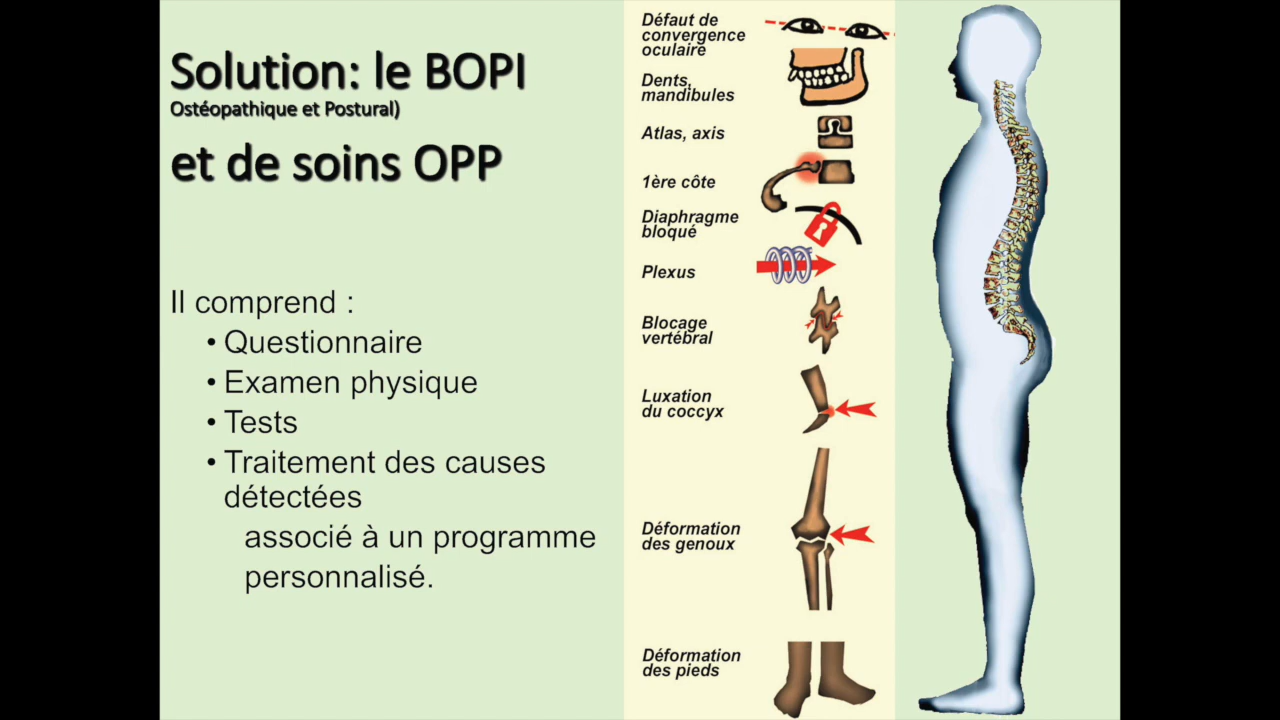 Solution: le BOPI
Ostéopathique et Postural)
et de soins OPP
Il comprend :
• Questionnaire
• Examen physique
• Tests
• Traitement des causes
détectées
associé à un programme
personnalisé.
Défaut de
convergence
oculaire
Dents,
mandibules
Atlas, axis
1ère côte
Diaphragme
bloqué
Plexus
Blocage
vertébral
Luxation
du coccyx
Déformation
des genoux
Déformation
des pieds